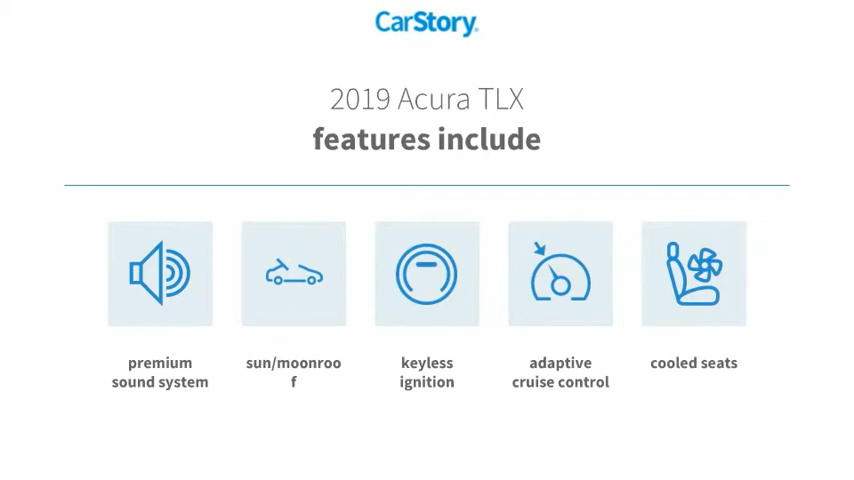 CarStory.
2019 Acura TLX
features include
premium
sound system
sun/moonroo
f
keyless
ignition
adaptive
cruise control
cooled seats